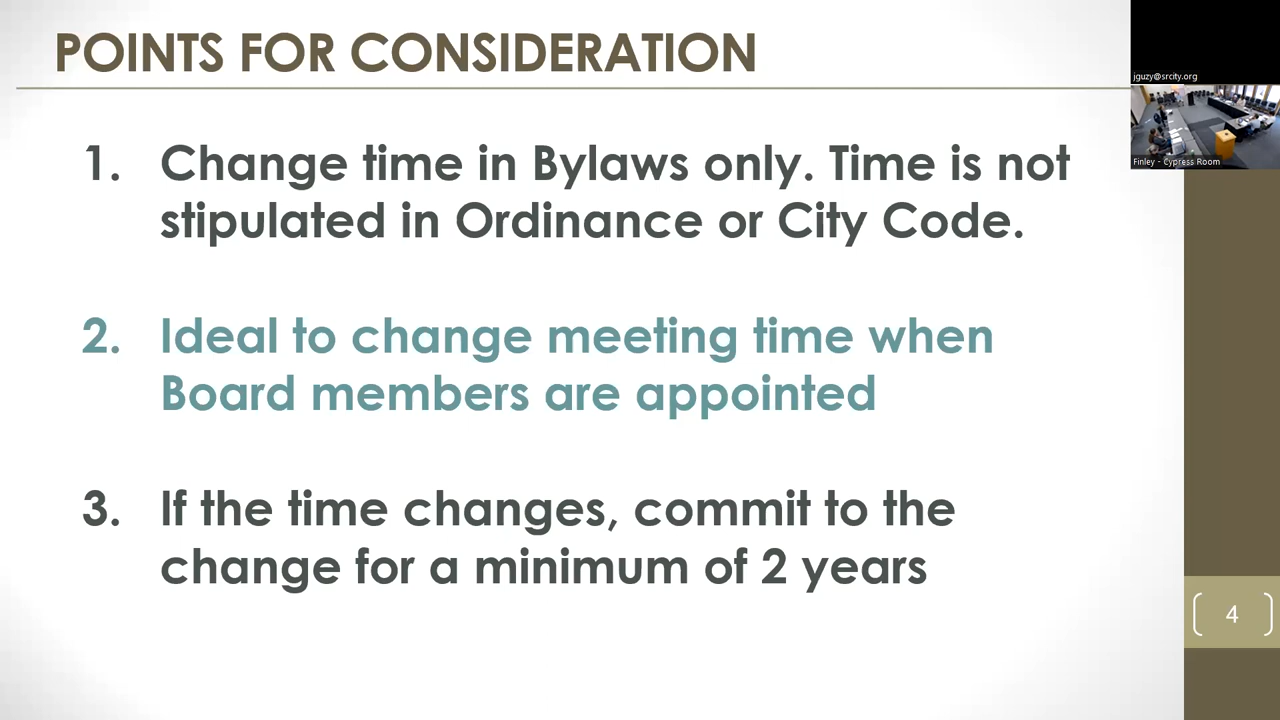 POINTS FOR CONSIDERATION
jguzy@srcity.org
Finley - Cypress Room
1. Change time in Bylaws only. Time is not
stipulated in Ordinance or City Code.
2. Ideal to change meeting time when
Board members are appointed
3. If the time changes, commit to the
change for a minimum of 2 years
4